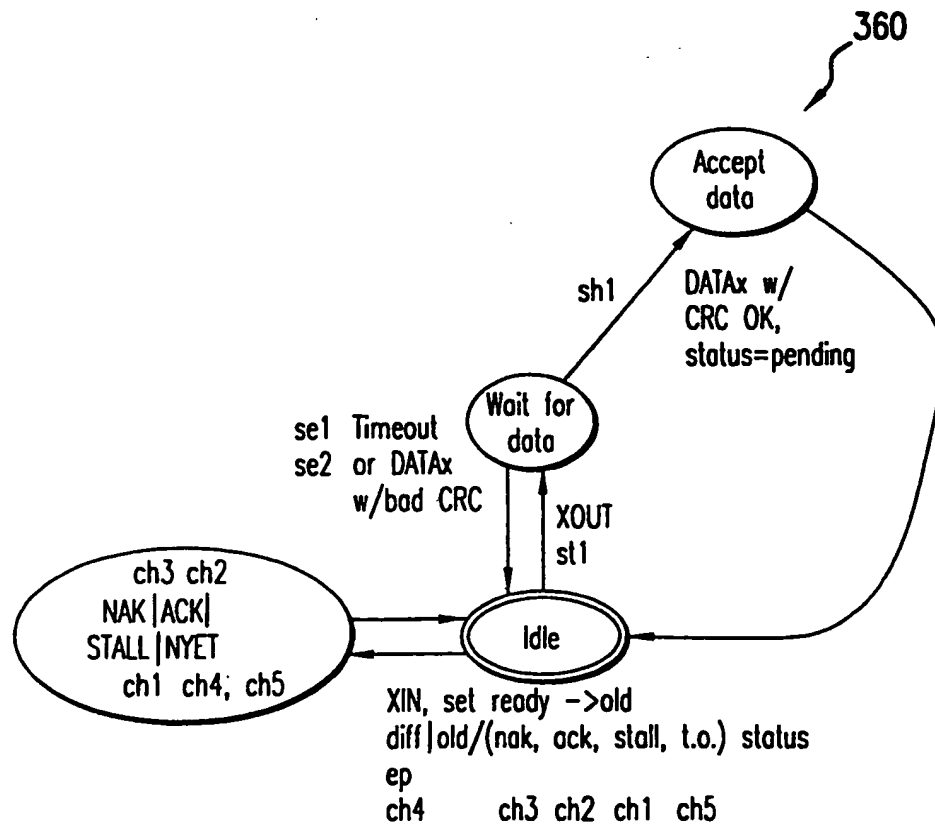 360
Accept
data
sh1
DATAx w/
CRC OK,
status=pending
Wait for
data
se1 Timeout
se2 or DATAx
w/bad CRC
XOUT
st1
ch3 ch2
NAK|ACK|
STALL|NYET
ch1 ch4; ch5
Idle
XIN, set ready ->old
diff|old/(nak, ack, stall, t.o.) status
ep
ch4 ch3 ch2 ch1 ch5